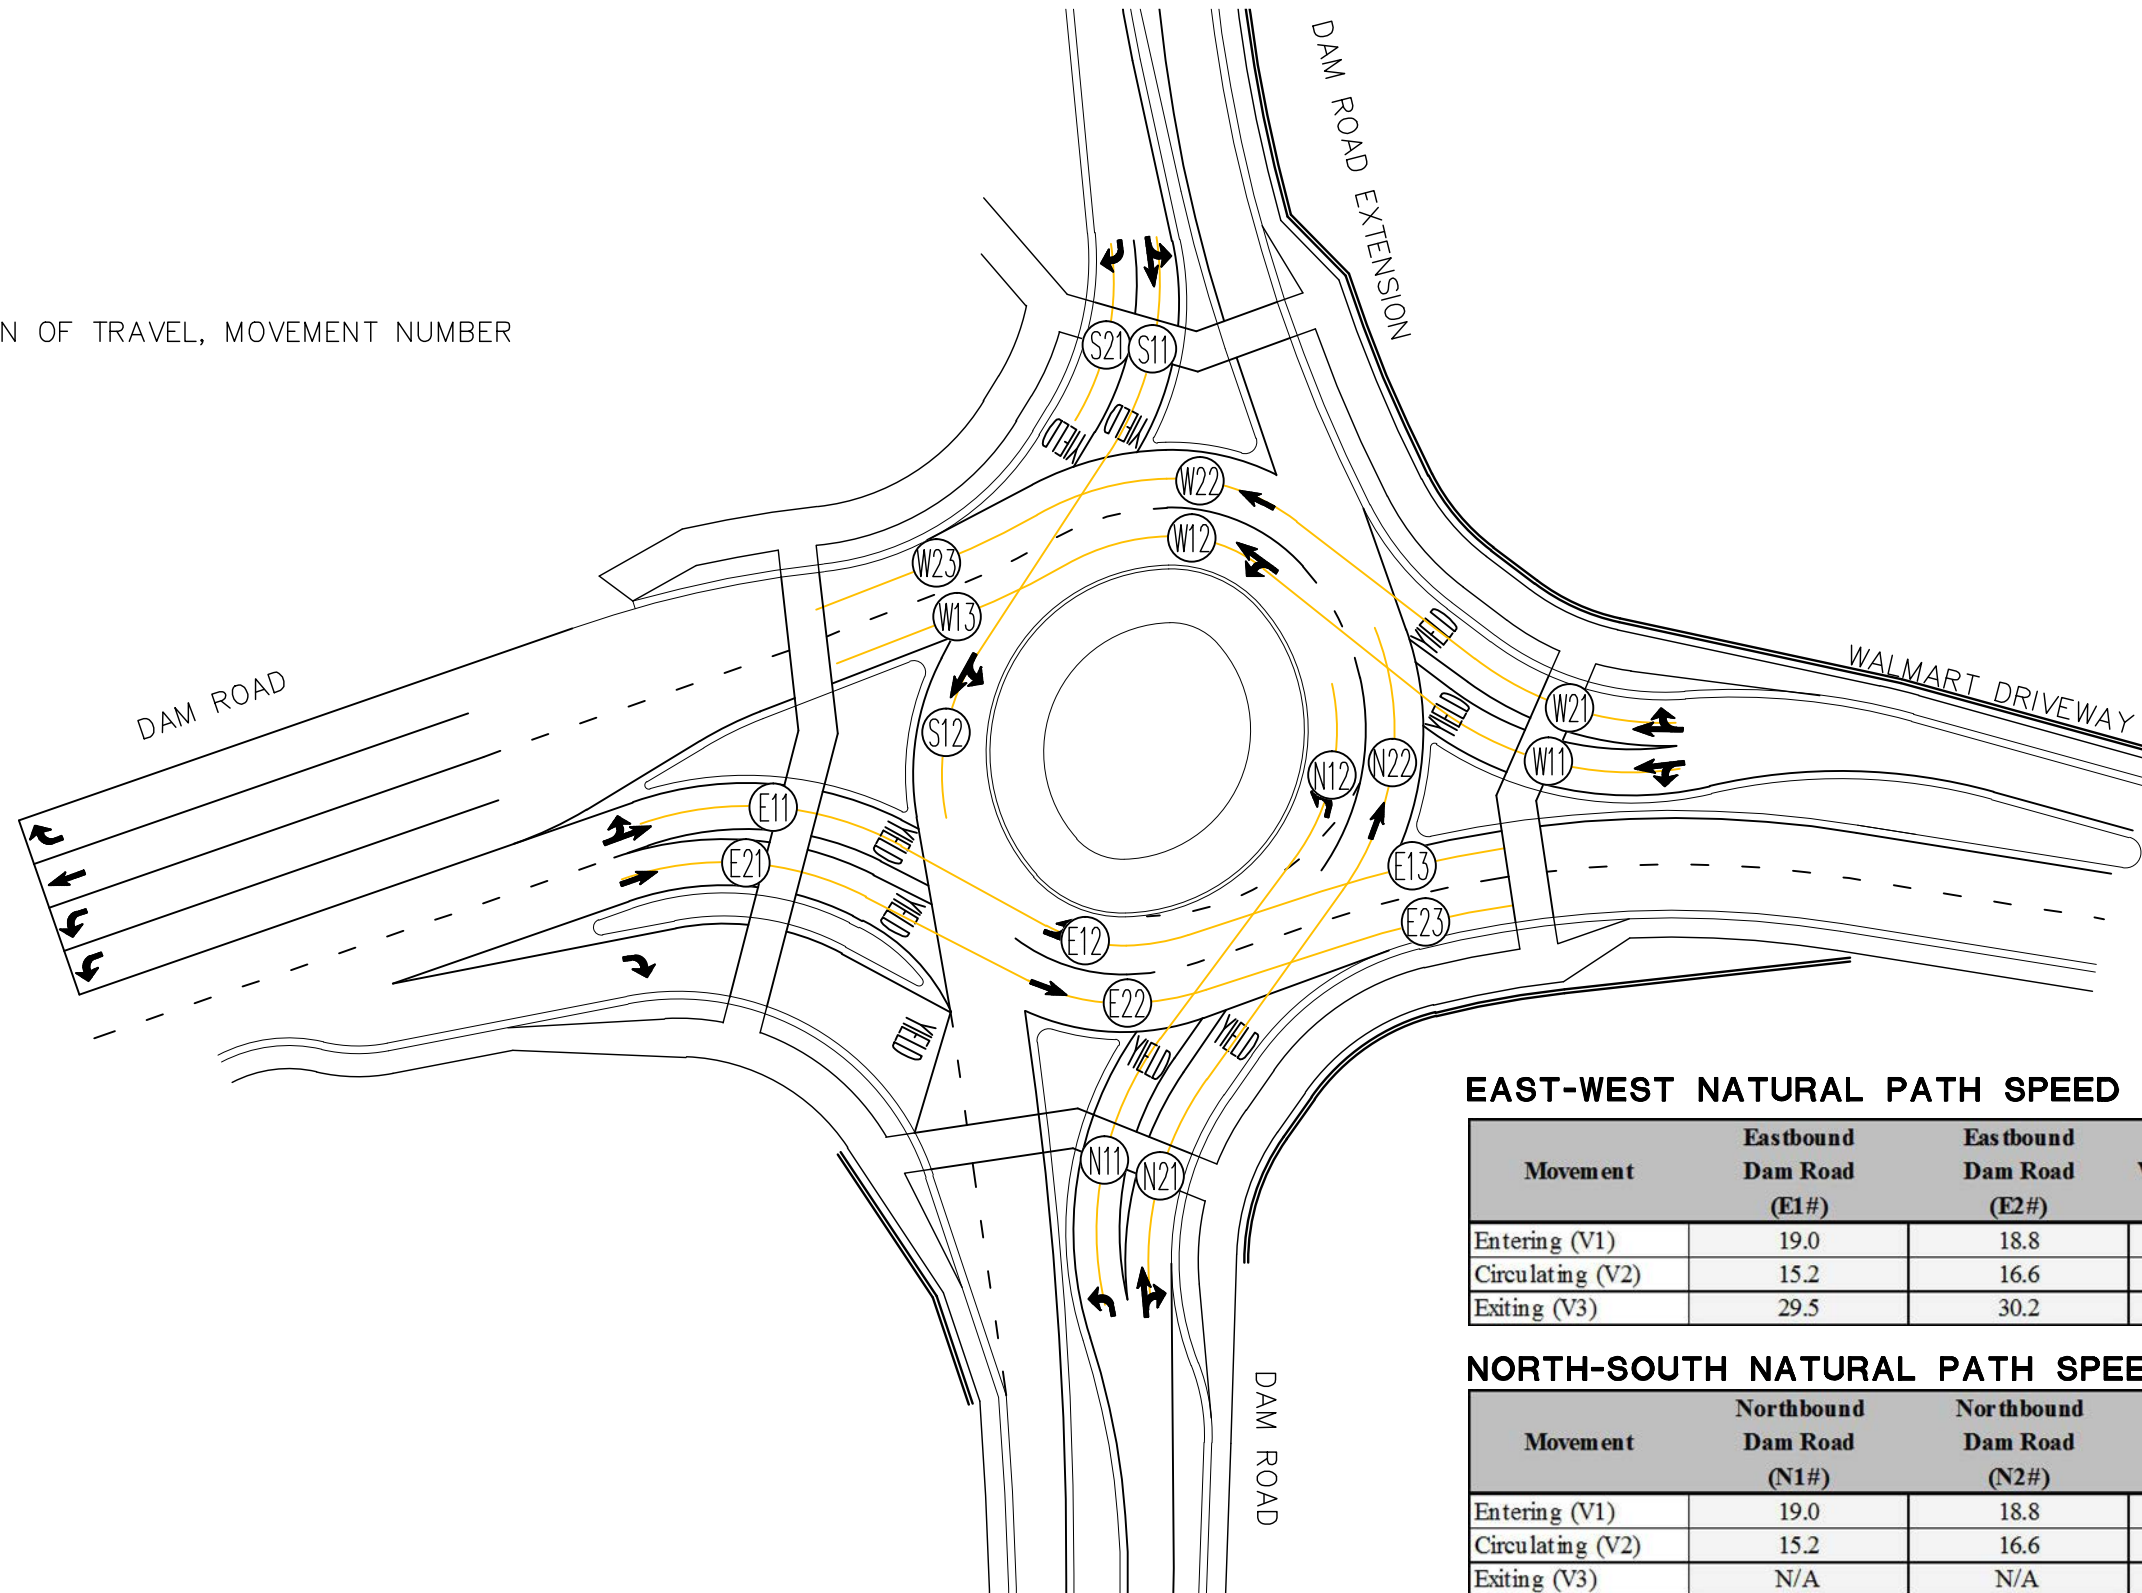 DAM ROAD EXTENSION
N OF TRAVEL, MOVEMENT NUMBER
S21 S11
YIELD YIELD
W22
W12
W23
W13
YIELD
WALMART DRIVEWAY
DAM ROAD
W21
YIELD
S12
W11
N22
N12
E11
YIELD
E21
E13
YIELD
E23
E12
E22
YIELD
YIELD YIELD
N11
N21
DAM ROAD
EAST-WEST NATURAL PATH SPEED
Movement Eastbound Dam Road (E1#) Eastbound Dam Road (E2#)
Entering (V1) 19.0 18.8
Circulating (V2) 15.2 16.6
Exiting (V3) 29.5 30.2
NORTH-SOUTH NATURAL PATH SPEE
Movement Northbound Dam Road (N1#) Northbound Dam Road (N2#)
Entering (V1) 19.0 18.8
Circulating (V2) 15.2 16.6
Exiting (V3) N/A N/A